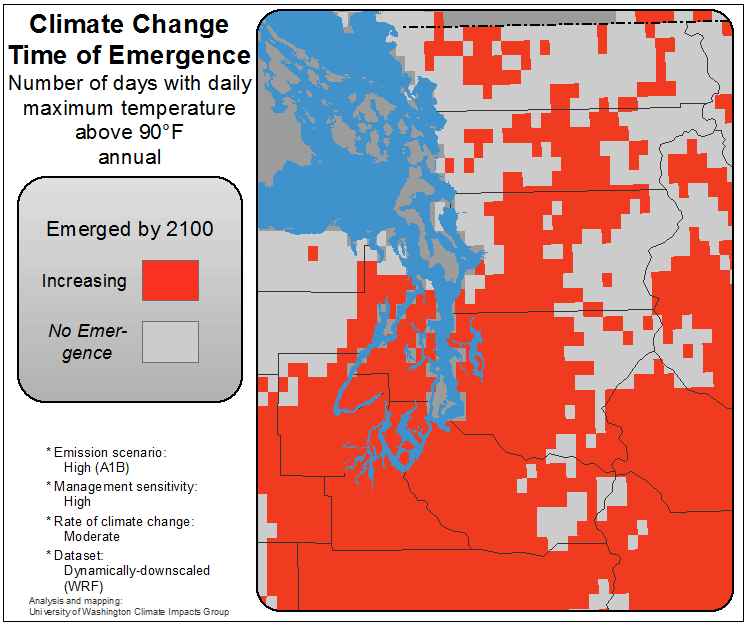 Climate Change
Time of Emergence
Number of days with daily
maximum temperature
above 90°F
annual
Emerged by 2100
Increasing
No Emer-
gence
* Emission scenario:
High (A1B)
* Management sensitivity:
High
* Rate of climate change:
Moderate
* Dataset:
Dynamically-downscaled
(WRF)
Analysis and mapping:
University of Washington Climate Impacts Group